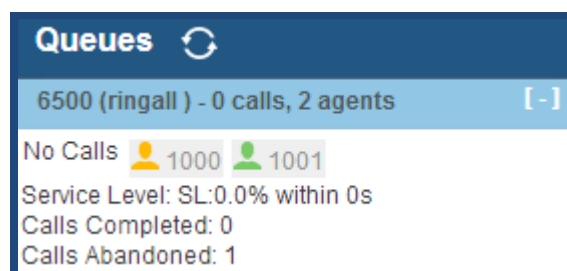 Queues
6500 (ringall ) - 0 calls, 2 agents [-]
No Calls 1000 1001
Service Level: SL:0.0% within 0s
Calls Completed: 0
Calls Abandoned: 1